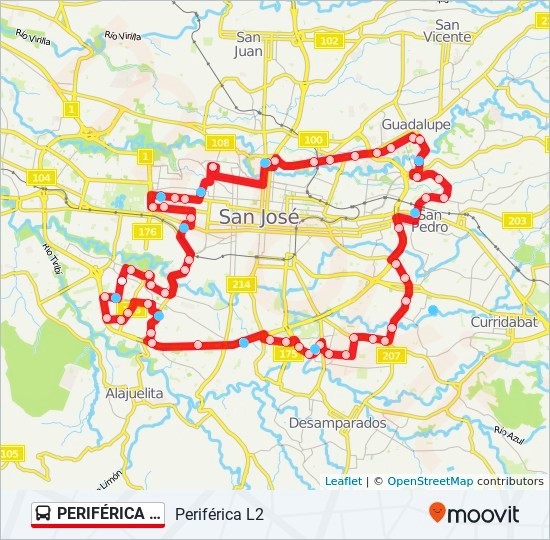 San
Juan
San
Vicente
102
Río Virilla
Río Virilla
1
Guadalupe
108
100
1
104
San José
San
Pedro
203
176
Río Tiribí
214
Curridabat
175
207
Alajuelita
Desamparados
Río Azul
105
Limón
Leaflet | © OpenStreetMap contributors
PERIFÉRICA ...
Periférica L2
moovit